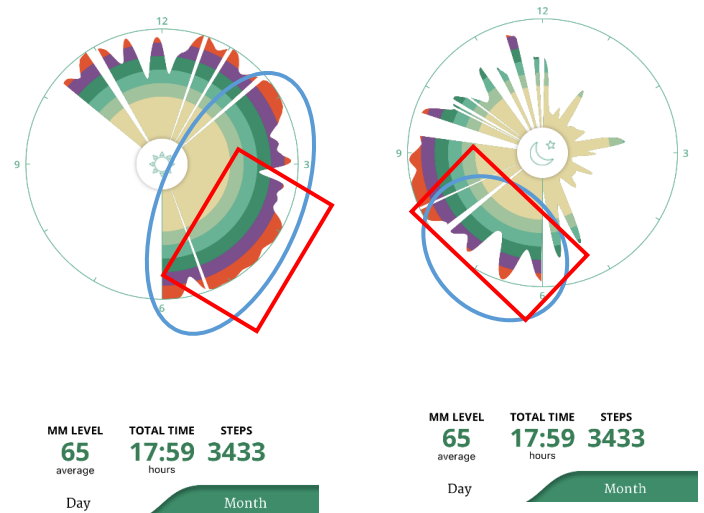 12
9
3
6
MM LEVEL TOTAL TIME STEPS
65 17:59 3433
average hours
Day Month
12
9
3
6
MM LEVEL TOTAL TIME STEPS
65 17:59 3433
average hours
Day Month